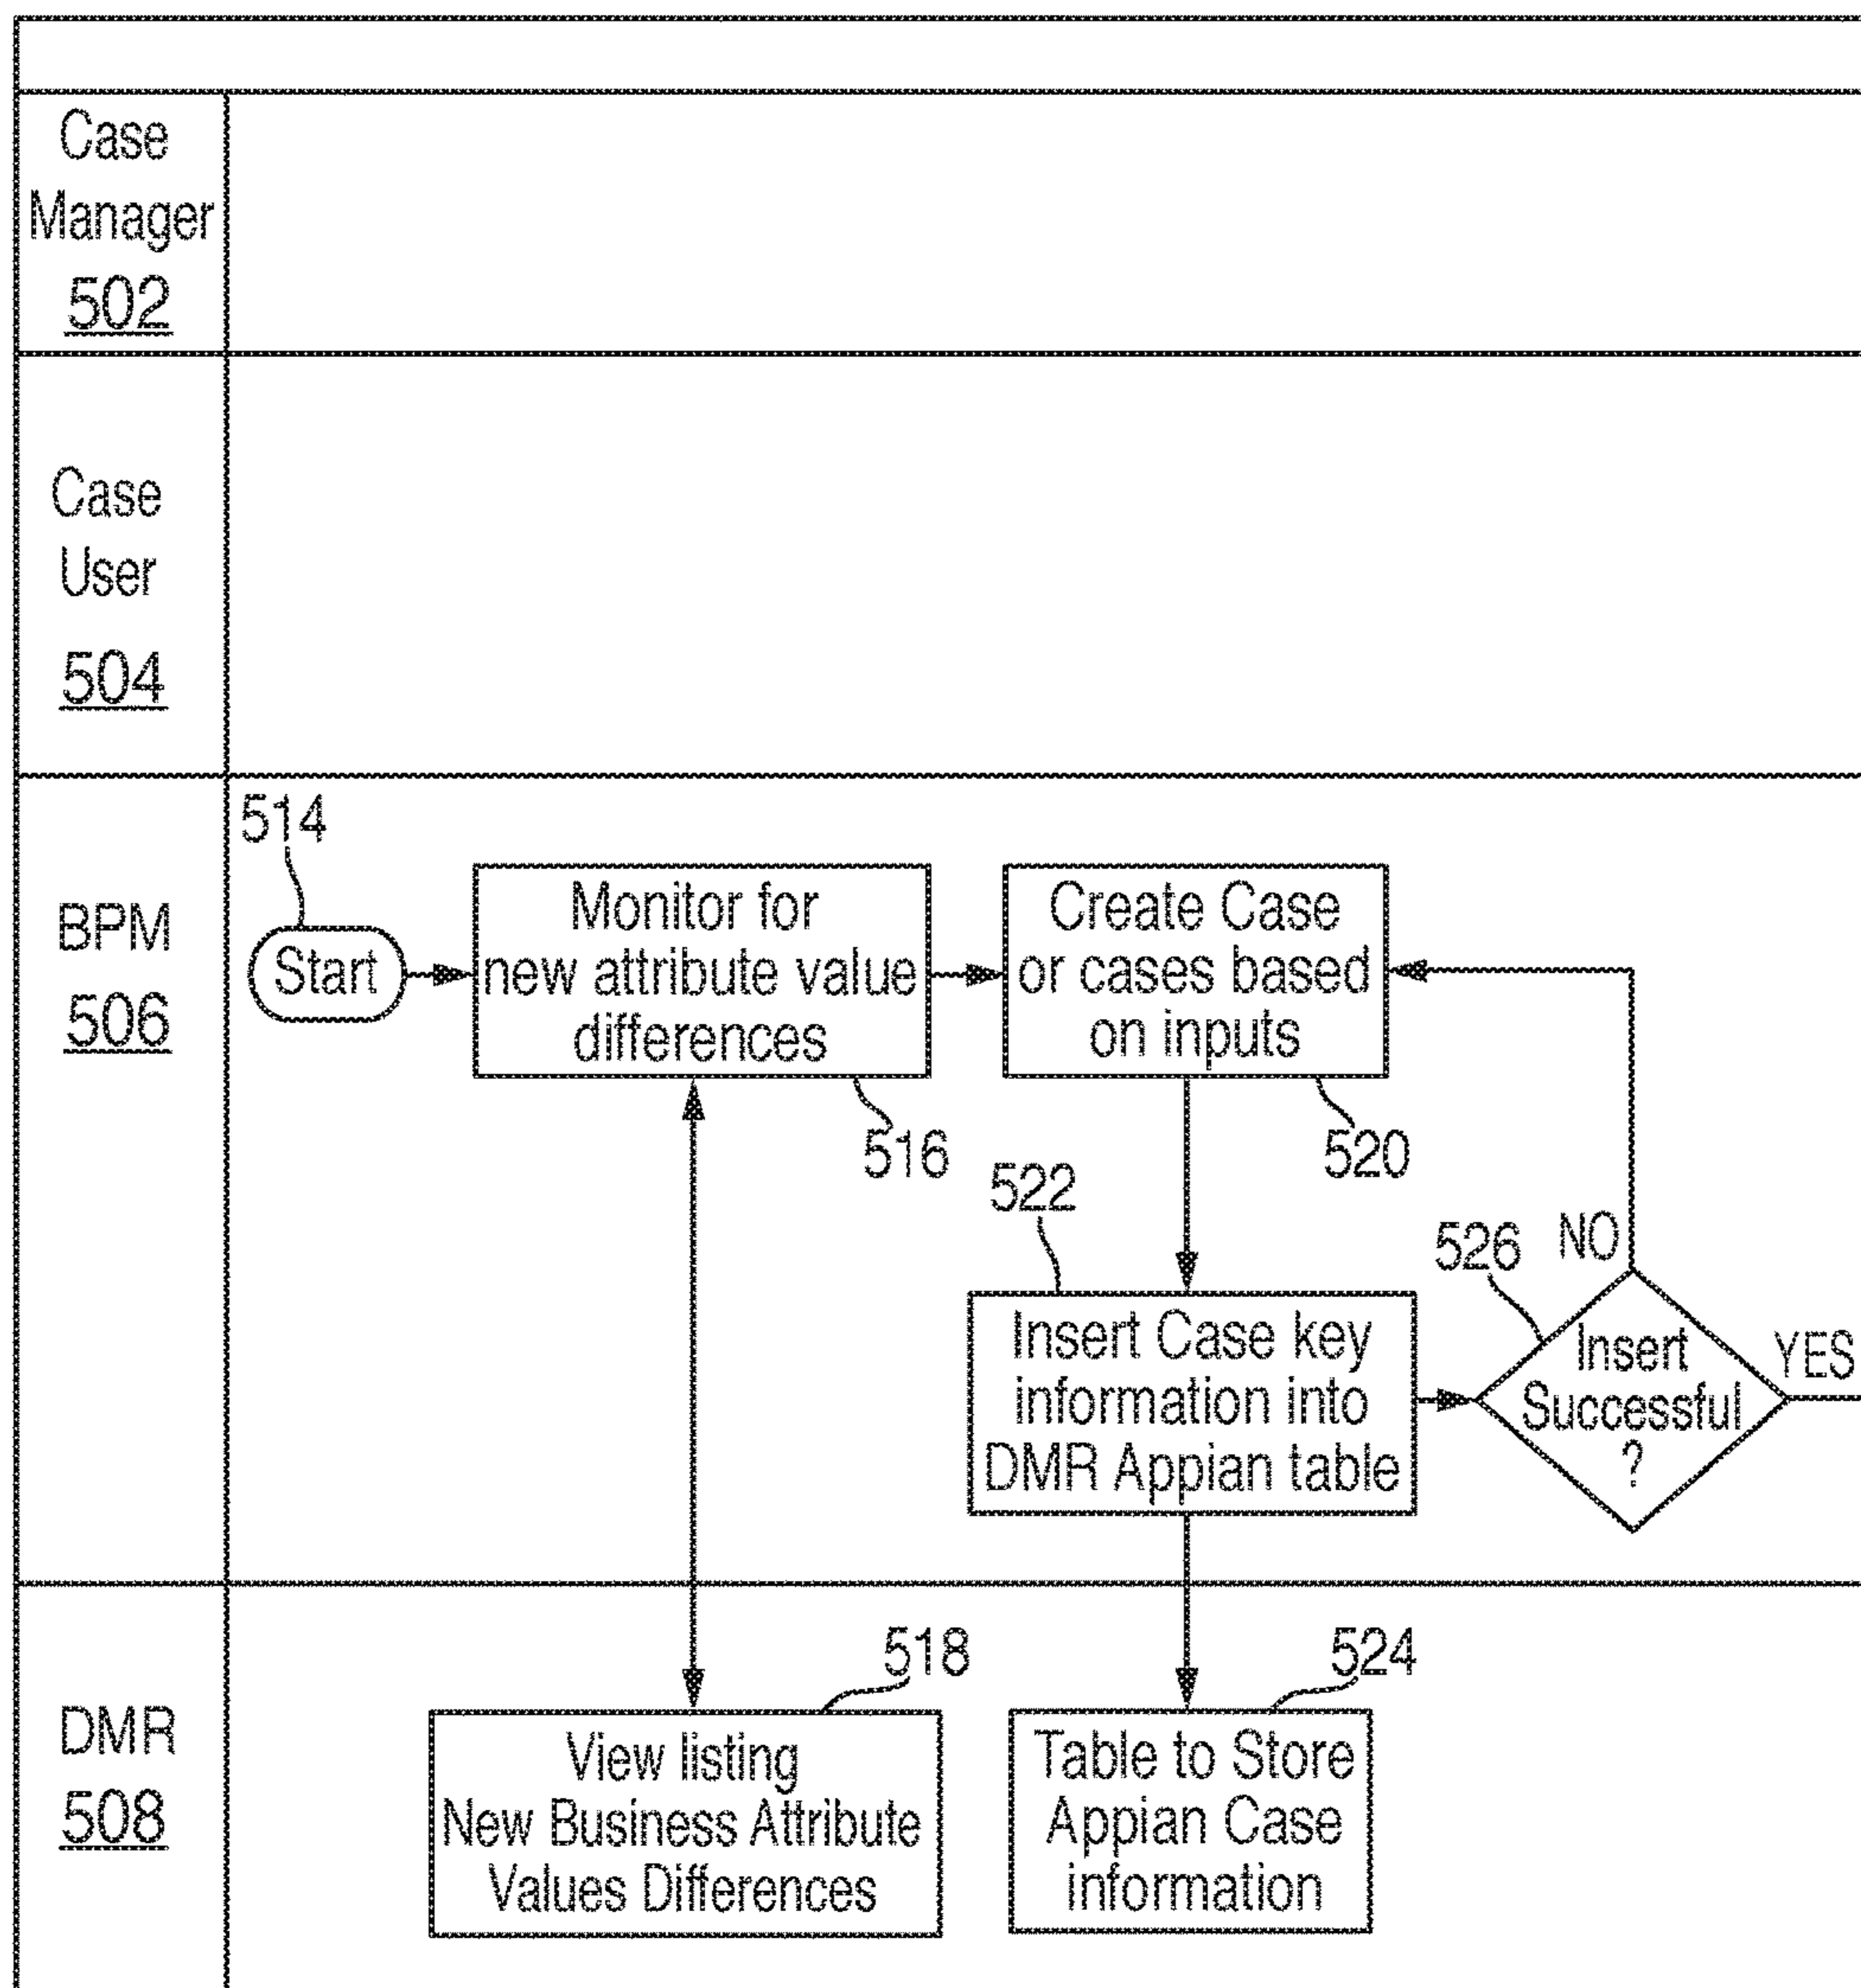 Case
Manager
502
Case
User
504
BPM
506
514
Start
Monitor for
new attribute value
differences
516
Create Case
or cases based
on inputs
520
522
Insert Case key
information into
DMR Appian table
526
NO
Insert
Successful
?
YES
DMR
508
518
View listing
New Business Attribute
Values Differences
524
Table to Store
Appian Case
information